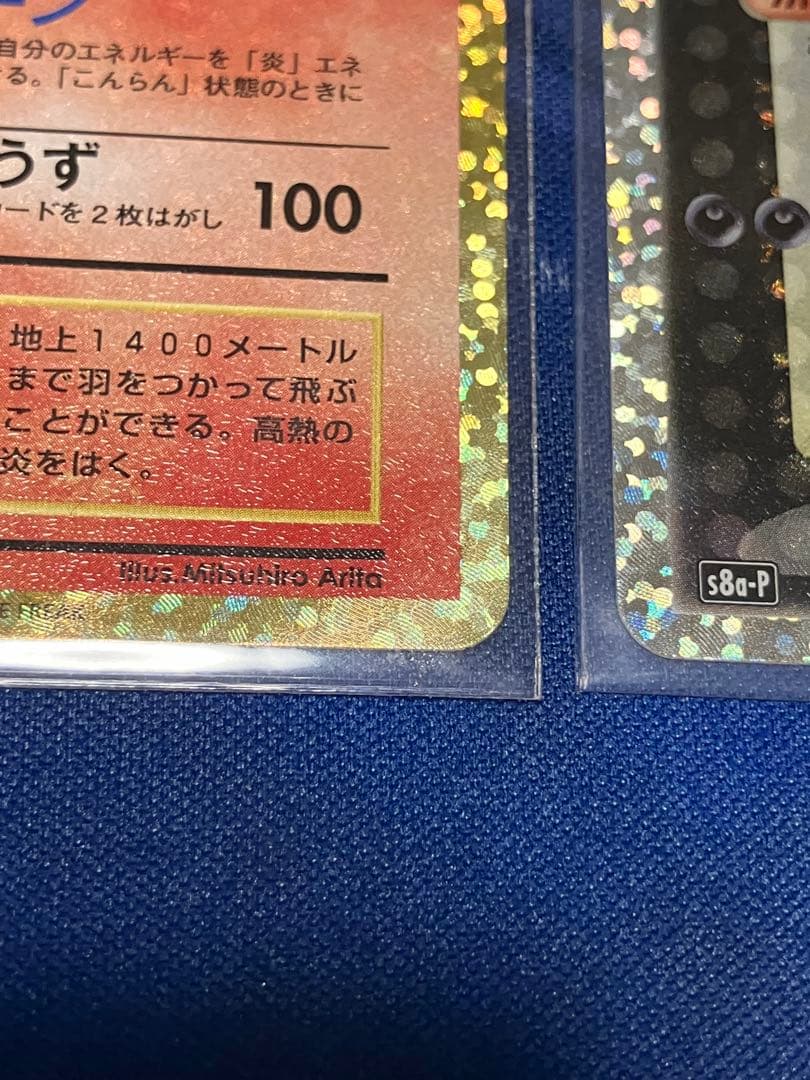 自分のエネルギーを「炎」エネ
る。「こんらん」状態のときに
うず
ードを2枚はがし 100
地上1400メートル
まで羽をつかって飛ぶ
ことができる。高熱の
炎をはく。
Illus.Mitsuhiro Arita
FREAK
s8a-P